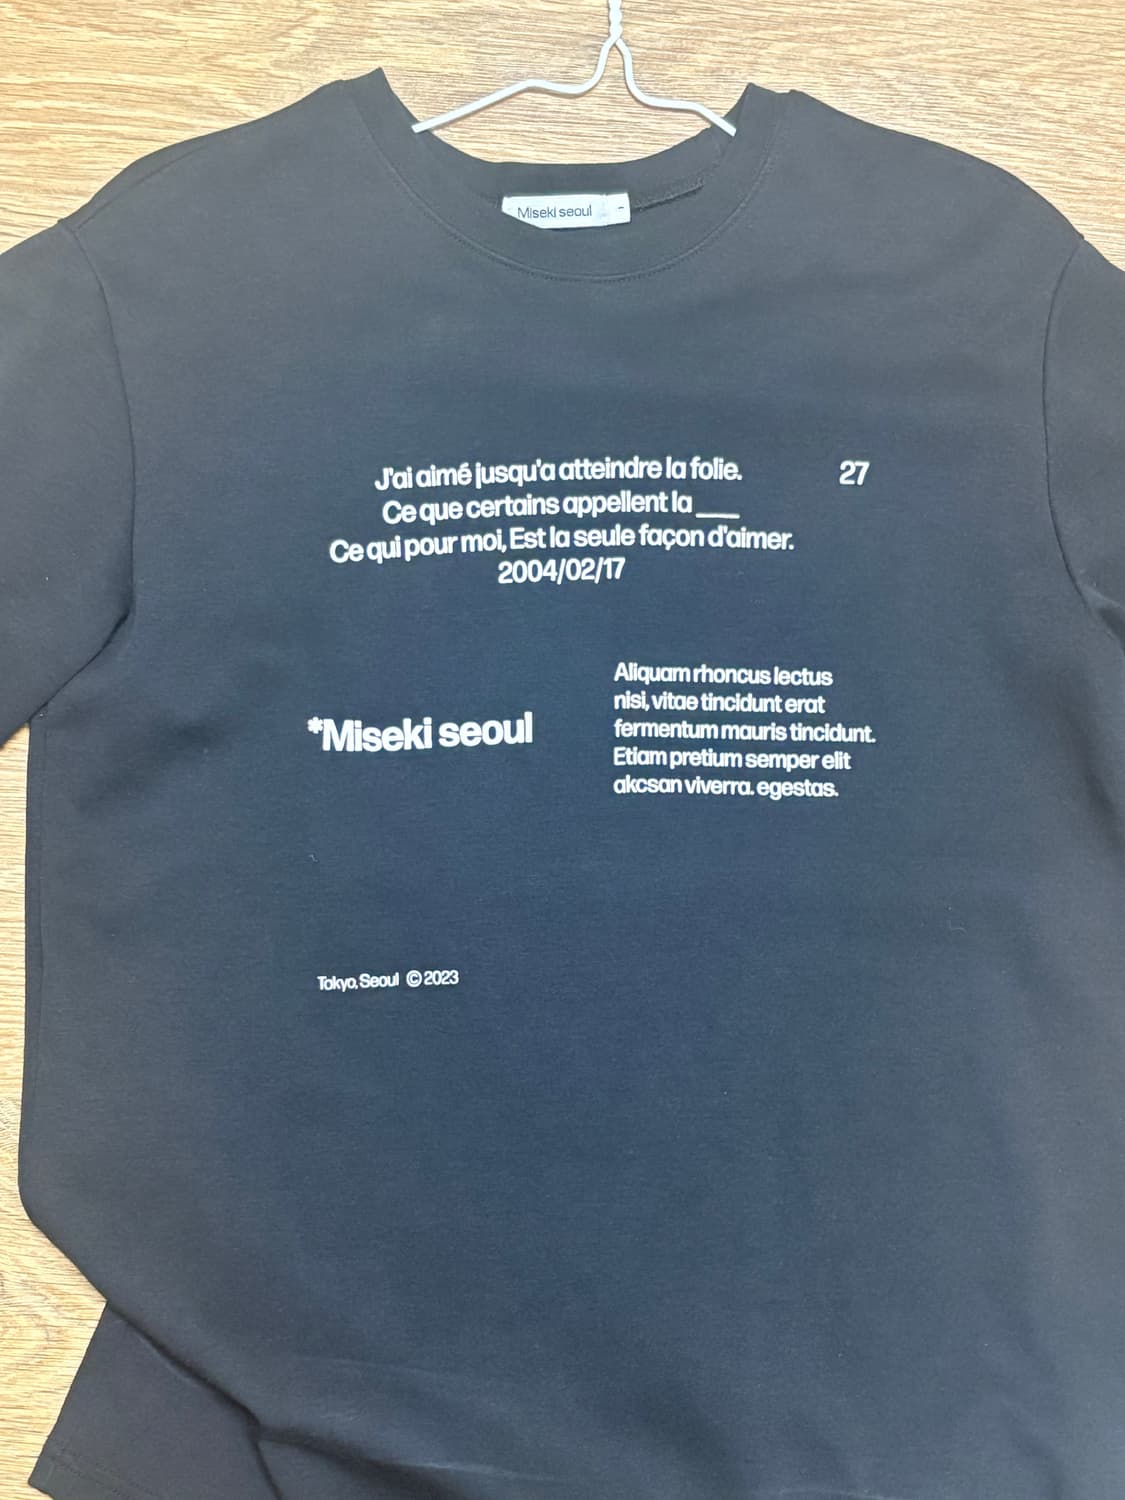 Miseki seoul
J'ai aimé jusqu'a atteindre la folie.
27
Ce que certains appellent la ___
Ce qui pour moi, Est la seule façon d'aimer.
2004/02/17
Aliquam rhoncus lectus
nisi, vitae tincidunt erat
fermentum mauris tincidunt.
Etiam pretium semper elit
akcsan viverra. egestas.
*Miseki seoul
Tokyo, Seoul © 2023